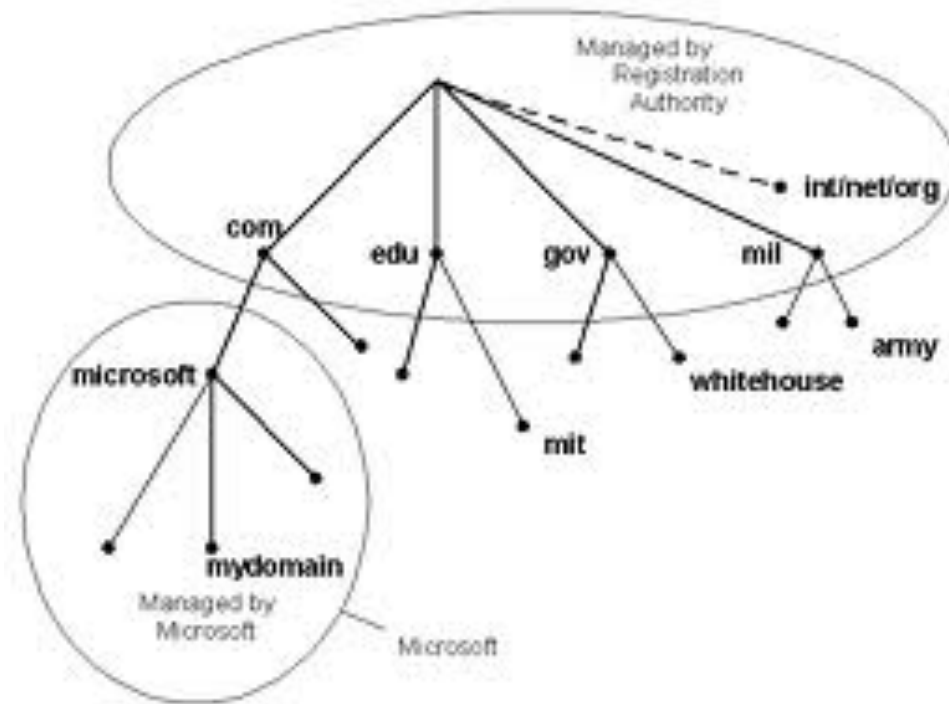 Managed by
Registration
Authority
int/net/org
com
edu
gov
mil
army
microsoft
whitehouse
mit
mydomain
Managed by
Microsoft
Microsoft